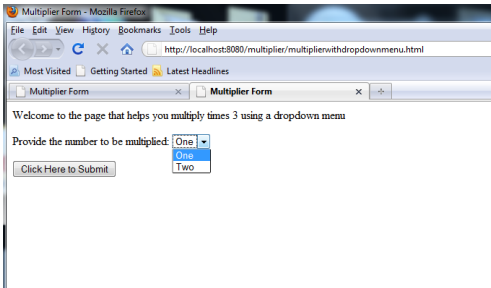 Multiplier Form - Mozilla Firefox
File Edit View History Bookmarks Tools Help
http://localhost:8080/multiplier/multiplierwithdropdownmenu.html
Most Visited Getting Started Latest Headlines
Multiplier Form Multiplier Form
Welcome to the page that helps you multiply times 3 using a dropdown menu
Provide the number to be multiplied: One
One
Two
Click Here to Submit